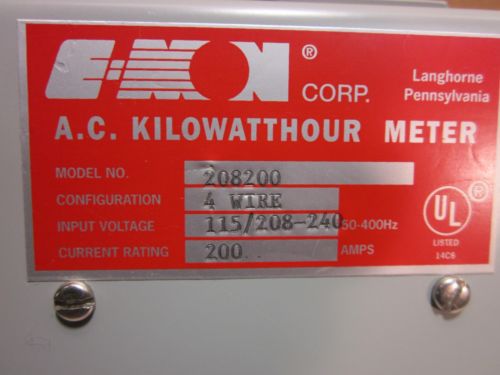 E-MON® CORP.
Langhorne
Pennsylvania
A.C. KILOWATTHOUR METER
MODEL NO. 208200
CONFIGURATION 4 WIRE
INPUT VOLTAGE 115/208-240 50-400Hz
CURRENT RATING 200 AMPS
UL®
LISTED
14C6